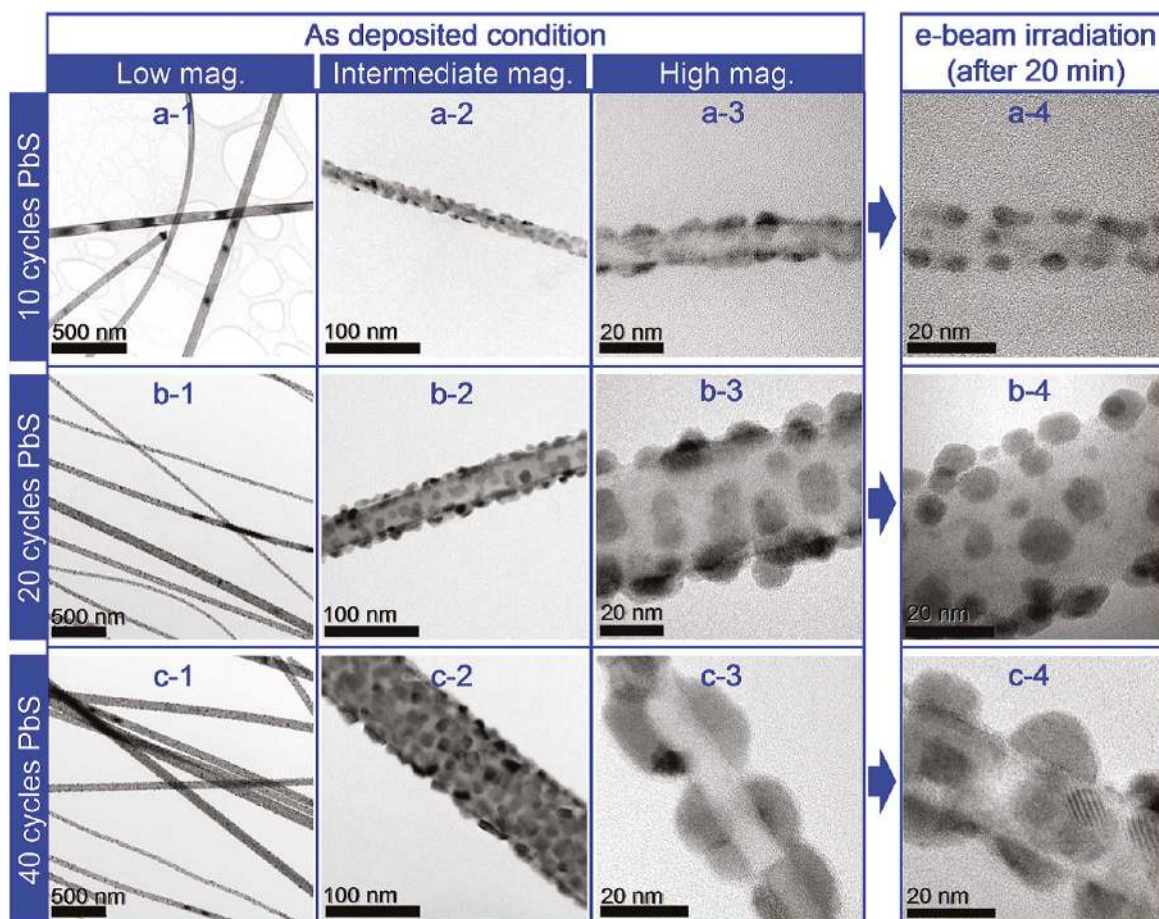 As deposited condition
e-beam irradiation
(after 20 min)
Low mag.
Intermediate mag.
High mag.
10 cycles PbS
a-1
500 nm
a-2
100 nm
a-3
20 nm
a-4
20 nm
20 cycles PbS
b-1
500 nm
b-2
100 nm
b-3
20 nm
b-4
20 nm
40 cycles PbS
c-1
500 nm
c-2
100 nm
c-3
20 nm
c-4
20 nm